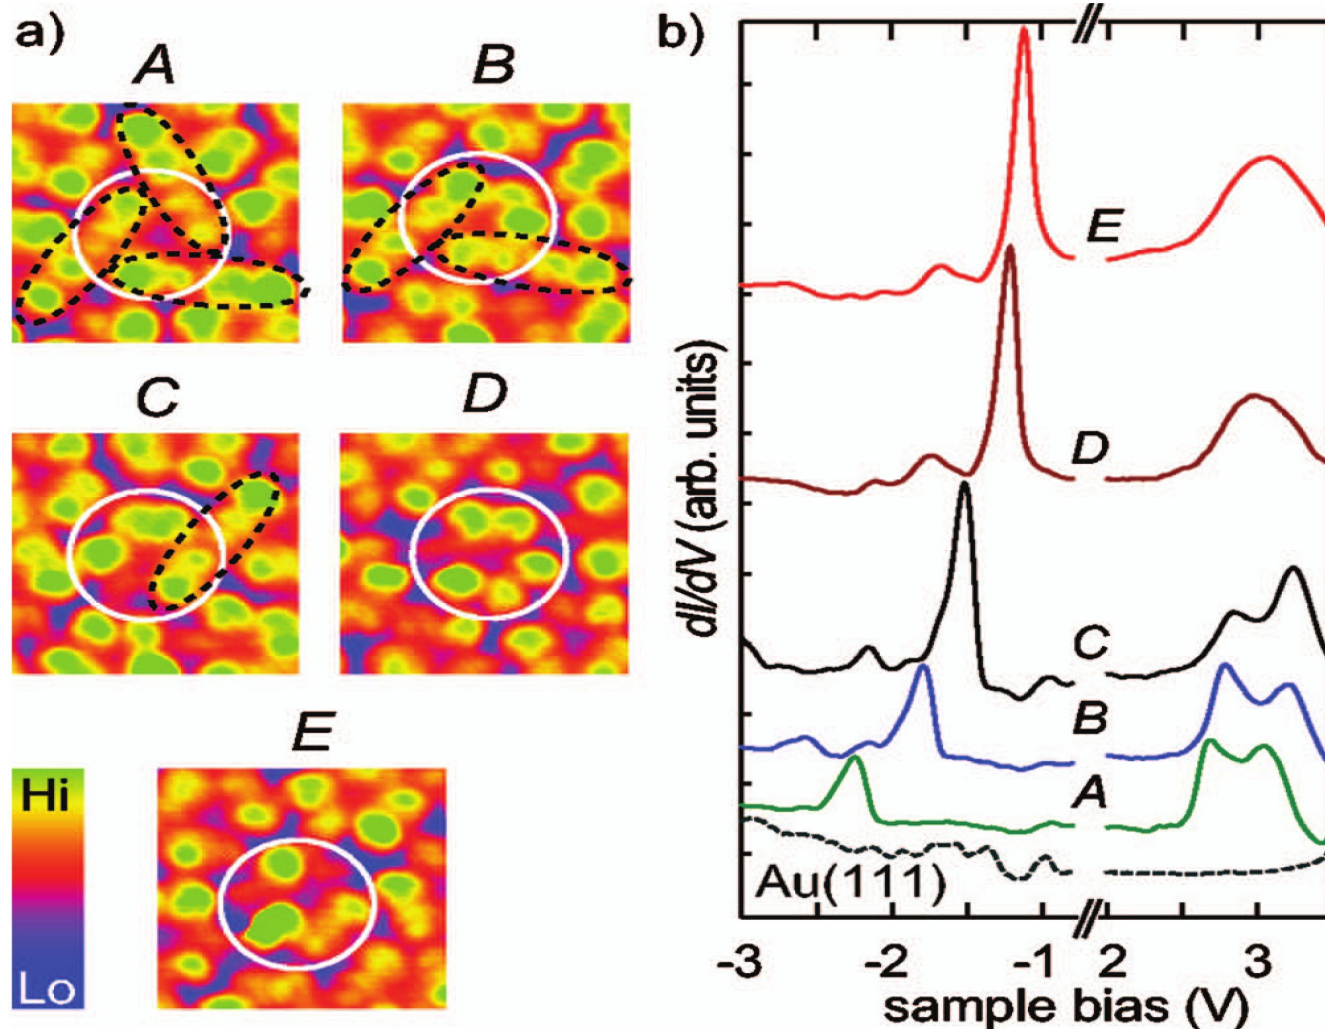 a)
A
B
C
D
E
Hi
Lo
b)
dI/dV (arb. units)
E
D
C
B
A
Au(111)
-3 -2 -1 2 3
sample bias (V)